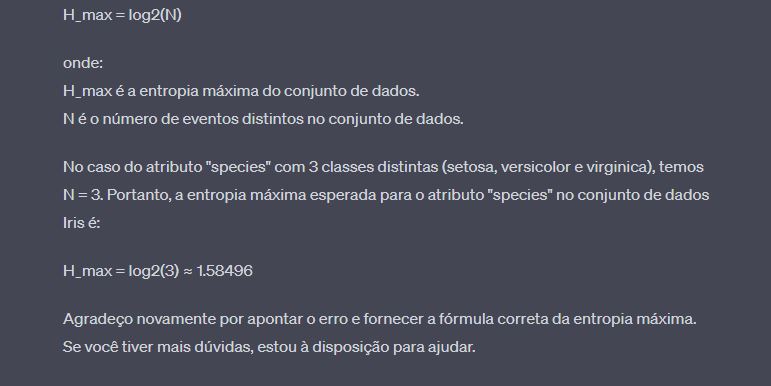 H_max = log2(N)
onde:
H_max é a entropia máxima do conjunto de dados.
N é o número de eventos distintos no conjunto de dados.
No caso do atributo "species" com 3 classes distintas (setosa, versicolor e virginica), temos
N = 3. Portanto, a entropia máxima esperada para o atributo "species" no conjunto de dados
Iris é:
H_max = log2(3) ≈ 1.58496
Agradeço novamente por apontar o erro e fornecer a fórmula correta da entropia máxima.
Se você tiver mais dúvidas, estou à disposição para ajudar.